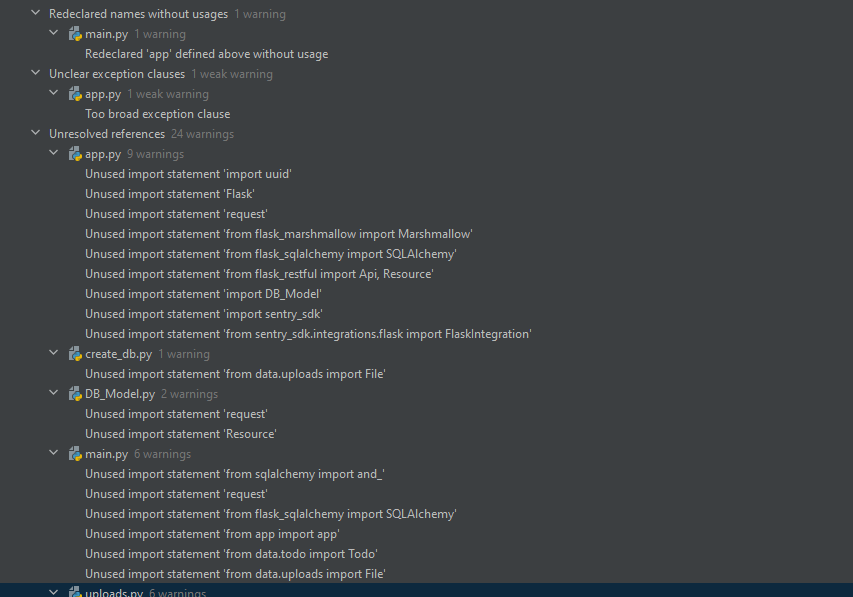 Redeclared names without usages 1 warning
main.py 1 warning
Redeclared 'app' defined above without usage
Unclear exception clauses 1 weak warning
app.py 1 weak warning
Too broad exception clause
Unresolved references 24 warnings
app.py 9 warnings
Unused import statement 'import uuid'
Unused import statement 'Flask'
Unused import statement 'request'
Unused import statement 'from flask_marshmallow import Marshmallow'
Unused import statement 'from flask_sqlalchemy import SQLAlchemy'
Unused import statement 'from flask_restful import Api, Resource'
Unused import statement 'import DB_Model'
Unused import statement 'import sentry_sdk'
Unused import statement 'from sentry_sdk.integrations.flask import FlaskIntegration'
create_db.py 1 warning
Unused import statement 'from data.uploads import File'
DB_Model.py 2 warnings
Unused import statement 'request'
Unused import statement 'Resource'
main.py 6 warnings
Unused import statement 'from sqlalchemy import and_'
Unused import statement 'request'
Unused import statement 'from flask_sqlalchemy import SQLAlchemy'
Unused import statement 'from app import app'
Unused import statement 'from data.todo import Todo'
Unused import statement 'from data.uploads import File'
uploads.py 6 warnings